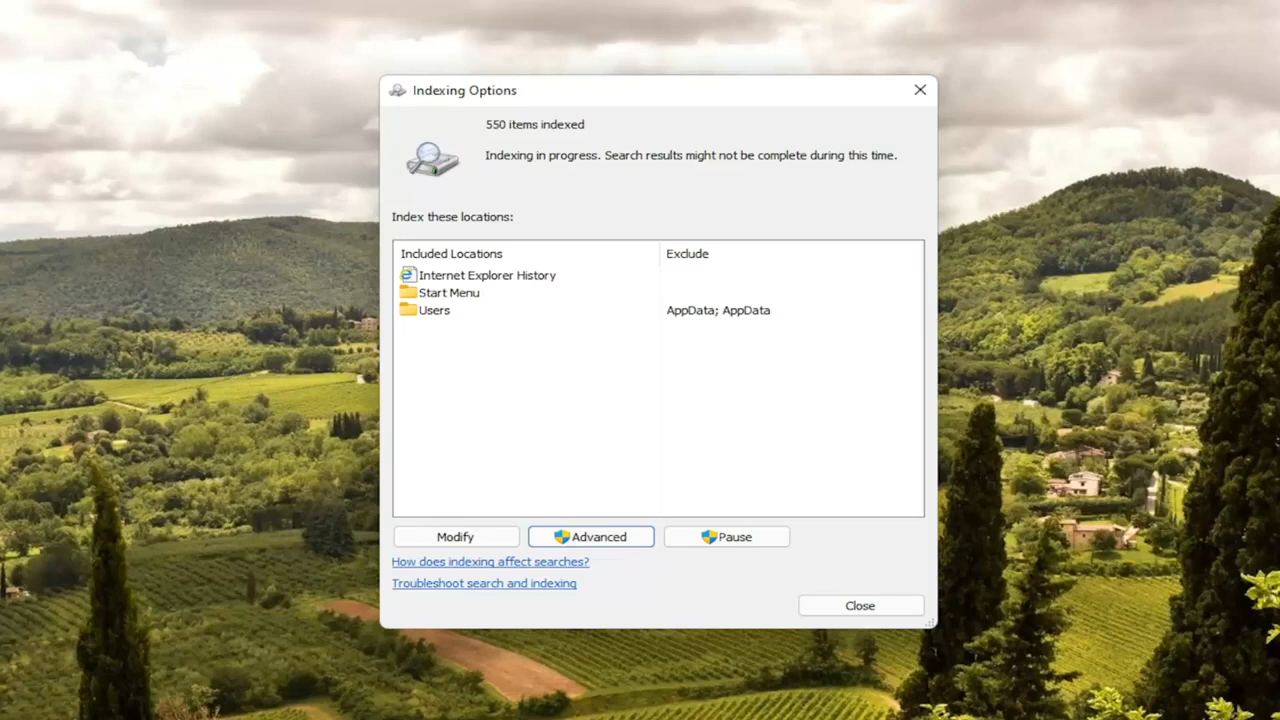 Indexing Options
550 items indexed
Indexing in progress. Search results might not be complete during this time.
Index these locations:
Included Locations Exclude
Internet Explorer History
Start Menu
Users AppData; AppData
Modify Advanced Pause
How does indexing affect searches?
Troubleshoot search and indexing
Close